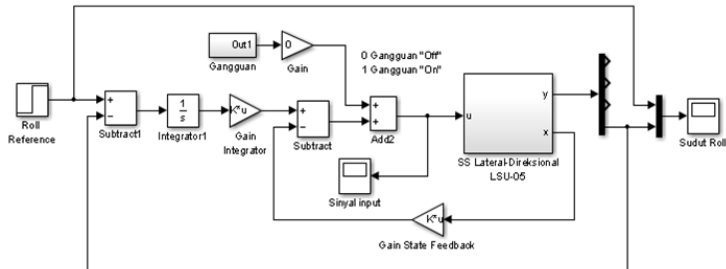 Out1
Gangguan
0
Gain
0 Gangguan "Off"
1 Gangguan "On"
Roll
Reference
+
−
Subtract1
1
s
Integrator1
K*u
Gain
Integrator
+
−
Subtract
+
+
Add2
u
y
x
SS Lateral-Direksional
LSU-05
Sudut Roll
Sinyal input
K*u
Gain State Feedback